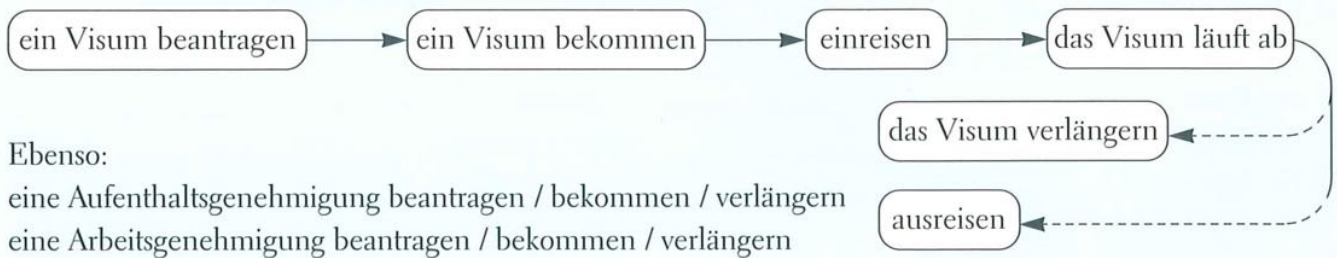 ein Visum beantragen
ein Visum bekommen
einreisen
das Visum läuft ab
das Visum verlängern
ausreisen
Ebenso:
eine Aufenthaltsgenehmigung beantragen / bekommen / verlängern
eine Arbeitsgenehmigung beantragen / bekommen / verlängern